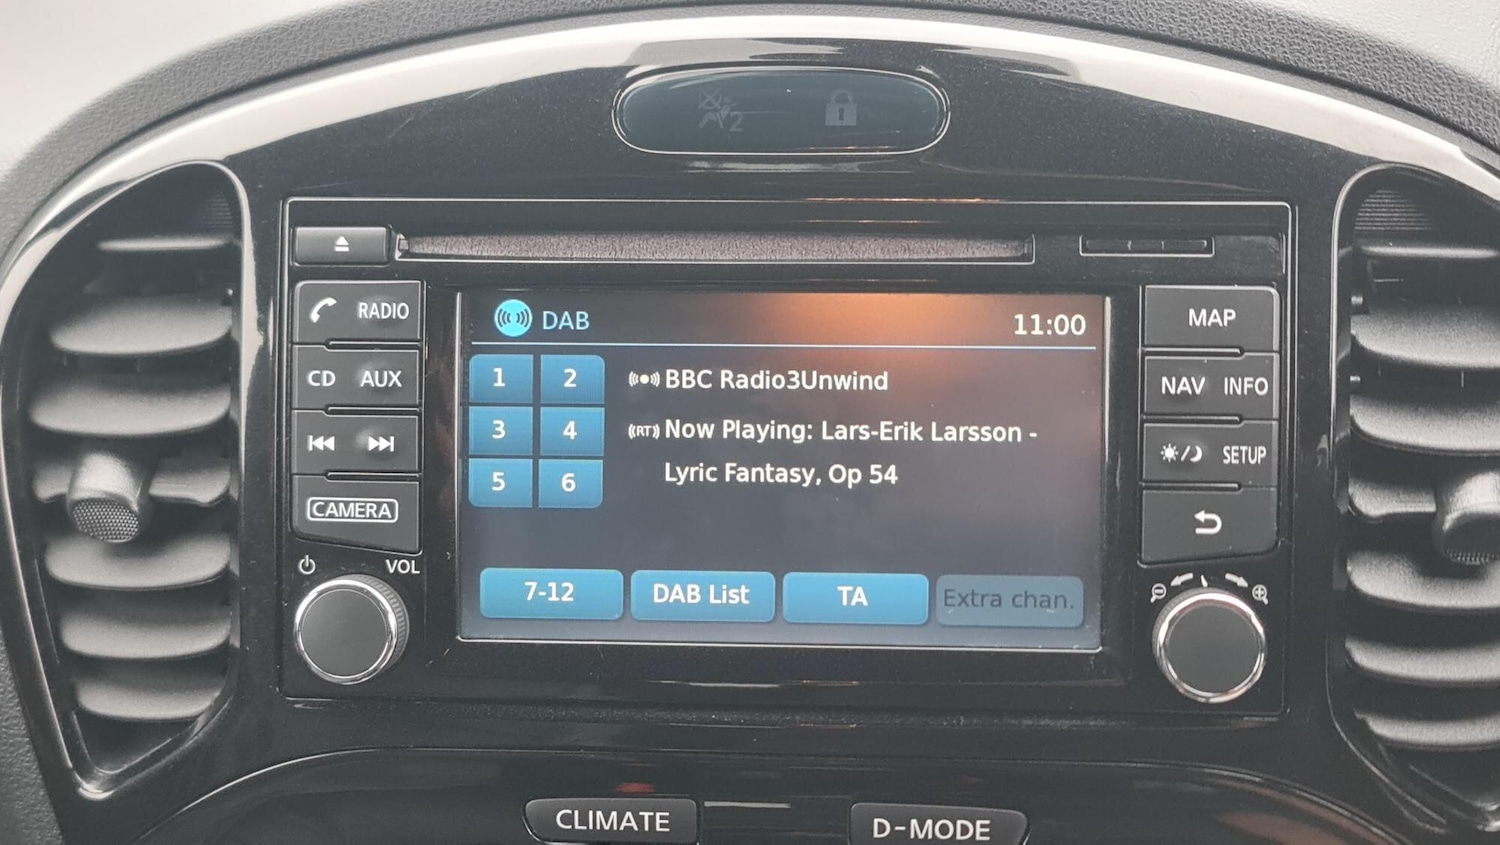 2
RADIO
CD AUX
CAMERA
VOL
DAB 11:00
1 2
3 4
5 6
BBC Radio3Unwind
(RT) Now Playing: Lars-Erik Larsson -
Lyric Fantasy, Op 54
7-12 DAB List TA Extra chan.
MAP
NAV INFO
SETUP
CLIMATE
D-MODE